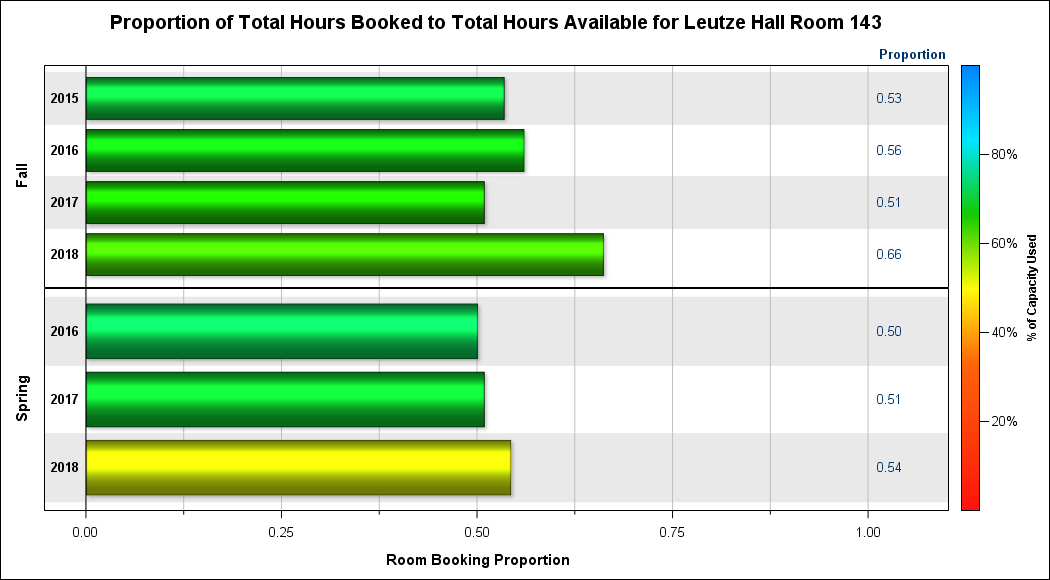 Proportion of Total Hours Booked to Total Hours Available for Leutze Hall Room 143
Proportion
Fall
2015 0.53
2016 0.56
2017 0.51
2018 0.66
Spring
2016 0.50
2017 0.51
2018 0.54
0.00 0.25 0.50 0.75 1.00
Room Booking Proportion
80%
60%
40%
20%
% of Capacity Used